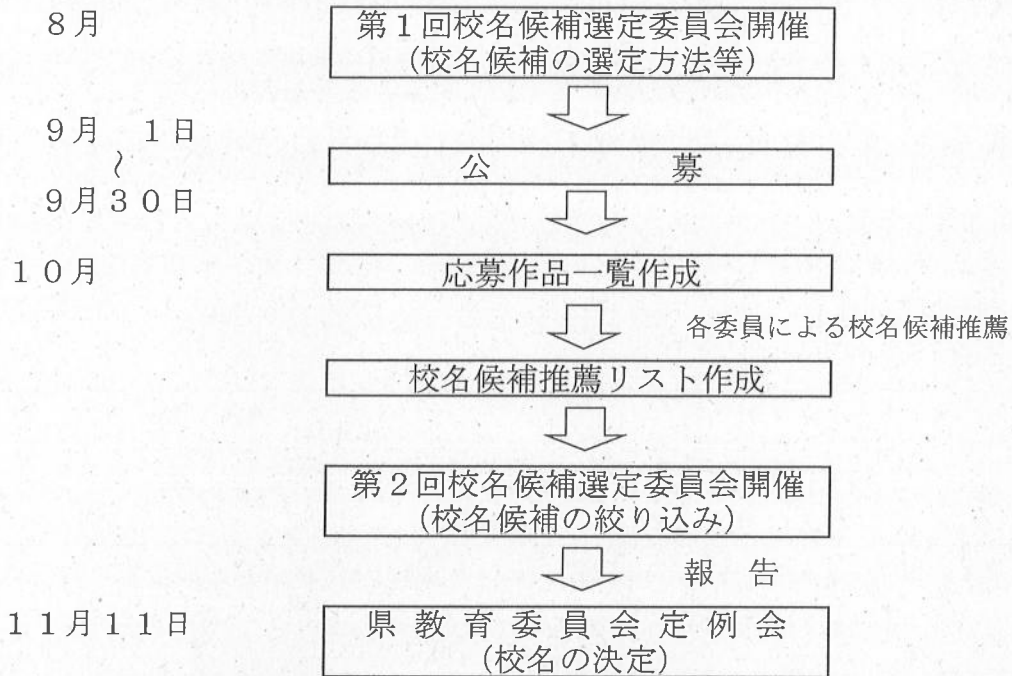 8月
第1回校名候補選定委員会開催
(校名候補の選定方法等)
9月 1日
~
9月30日
公 募
10月
応募作品一覧作成
各委員による校名候補推薦
校名候補推薦リスト作成
第2回校名候補選定委員会開催
(校名候補の絞り込み)
報 告
11月11日
県教育委員会定例会
(校名の決定)